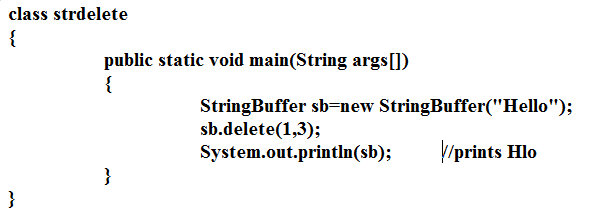 class strdelete
{
public static void main(String args[])
{
StringBuffer sb=new StringBuffer("Hello");
sb.delete(1,3);
System.out.println(sb); //prints Hlo
}
}